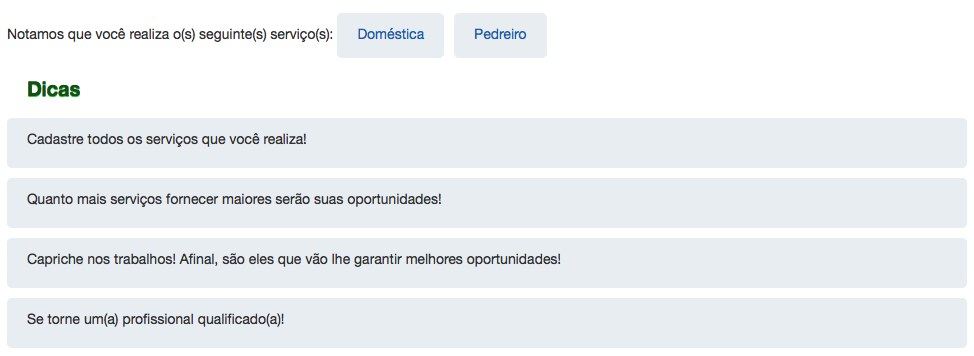 Notamos que você realiza o(s) seguinte(s) serviço(s): Doméstica Pedreiro
Dicas
Cadastre todos os serviços que você realiza!
Quanto mais serviços fornecer maiores serão suas oportunidades!
Capriche nos trabalhos! Afinal, são eles que vão lhe garantir melhores oportunidades!
Se torne um(a) profissional qualificado(a)!